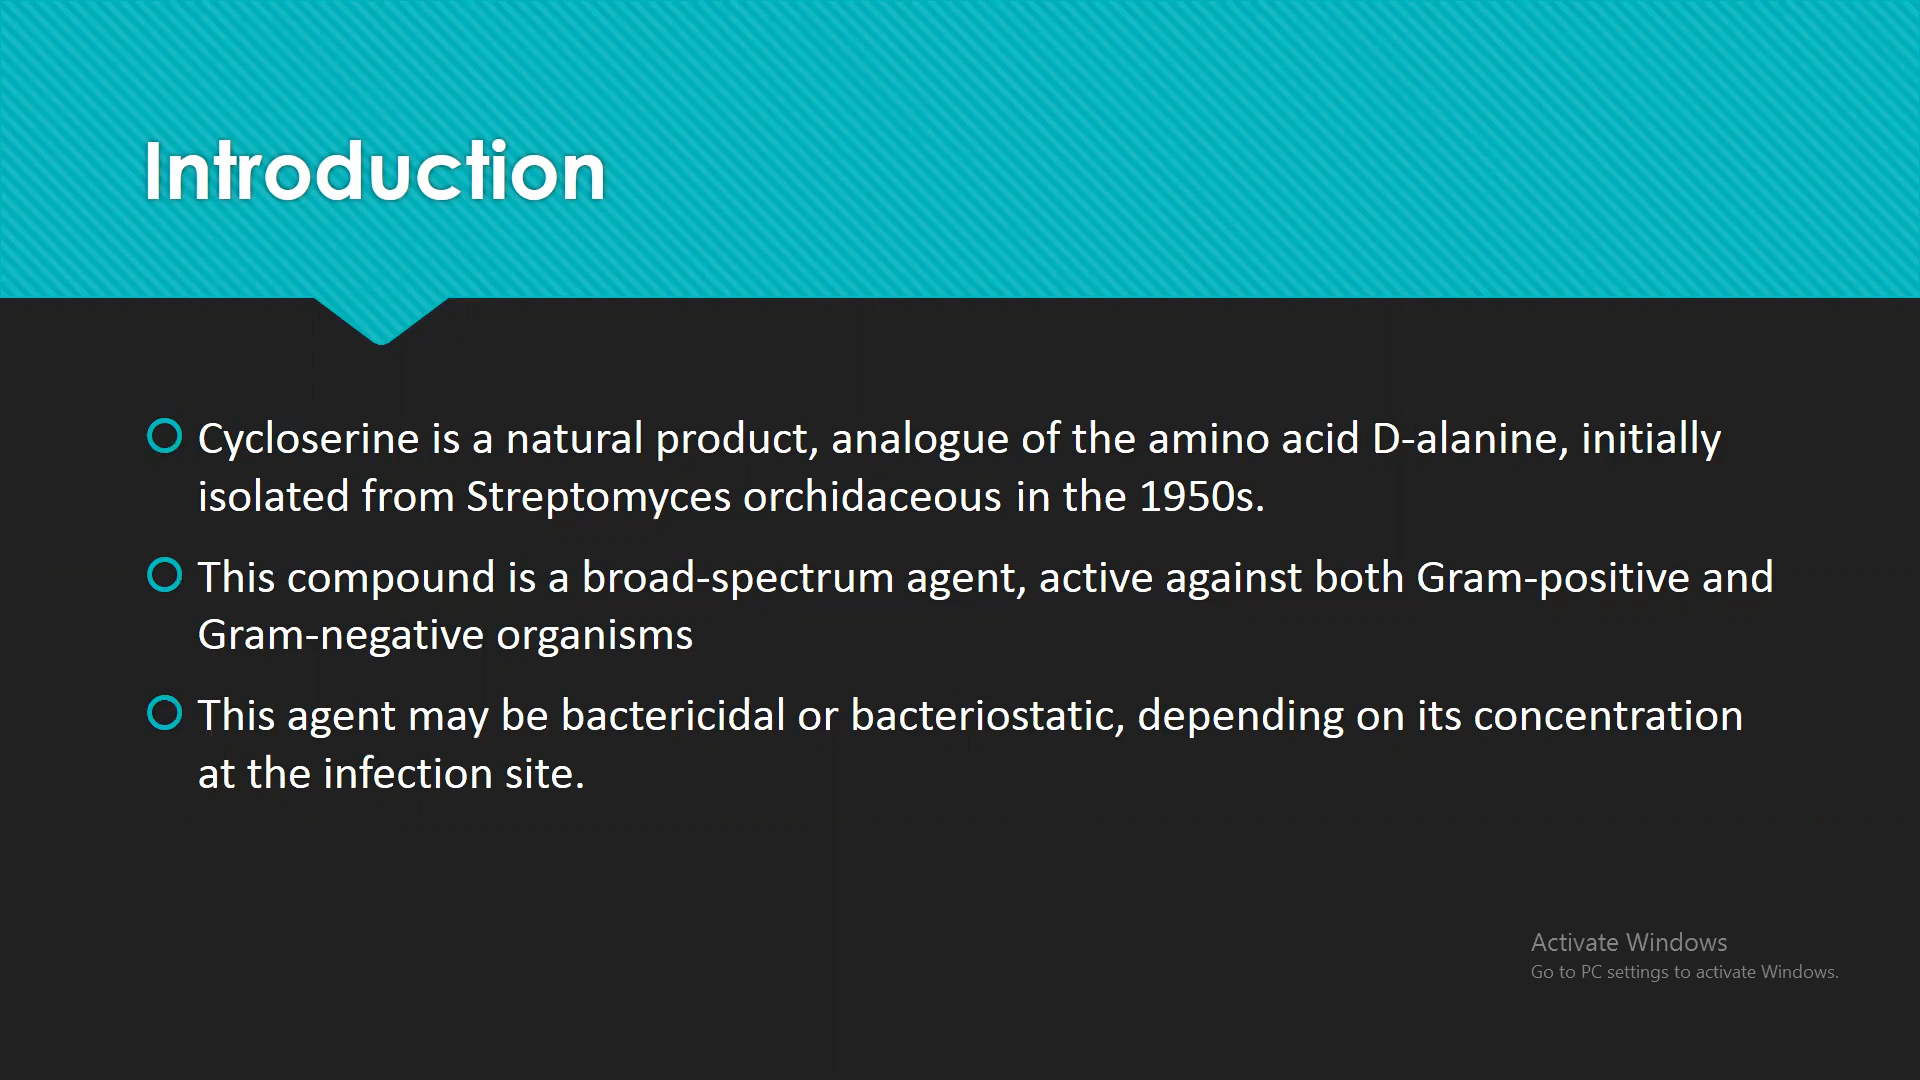 Introduction
Cycloserine is a natural product, analogue of the amino acid D-alanine, initially
isolated from Streptomyces orchidaceous in the 1950s.
This compound is a broad-spectrum agent, active against both Gram-positive and
Gram-negative organisms
This agent may be bactericidal or bacteriostatic, depending on its concentration
at the infection site.
Activate Windows
Go to PC settings to activate Windows.